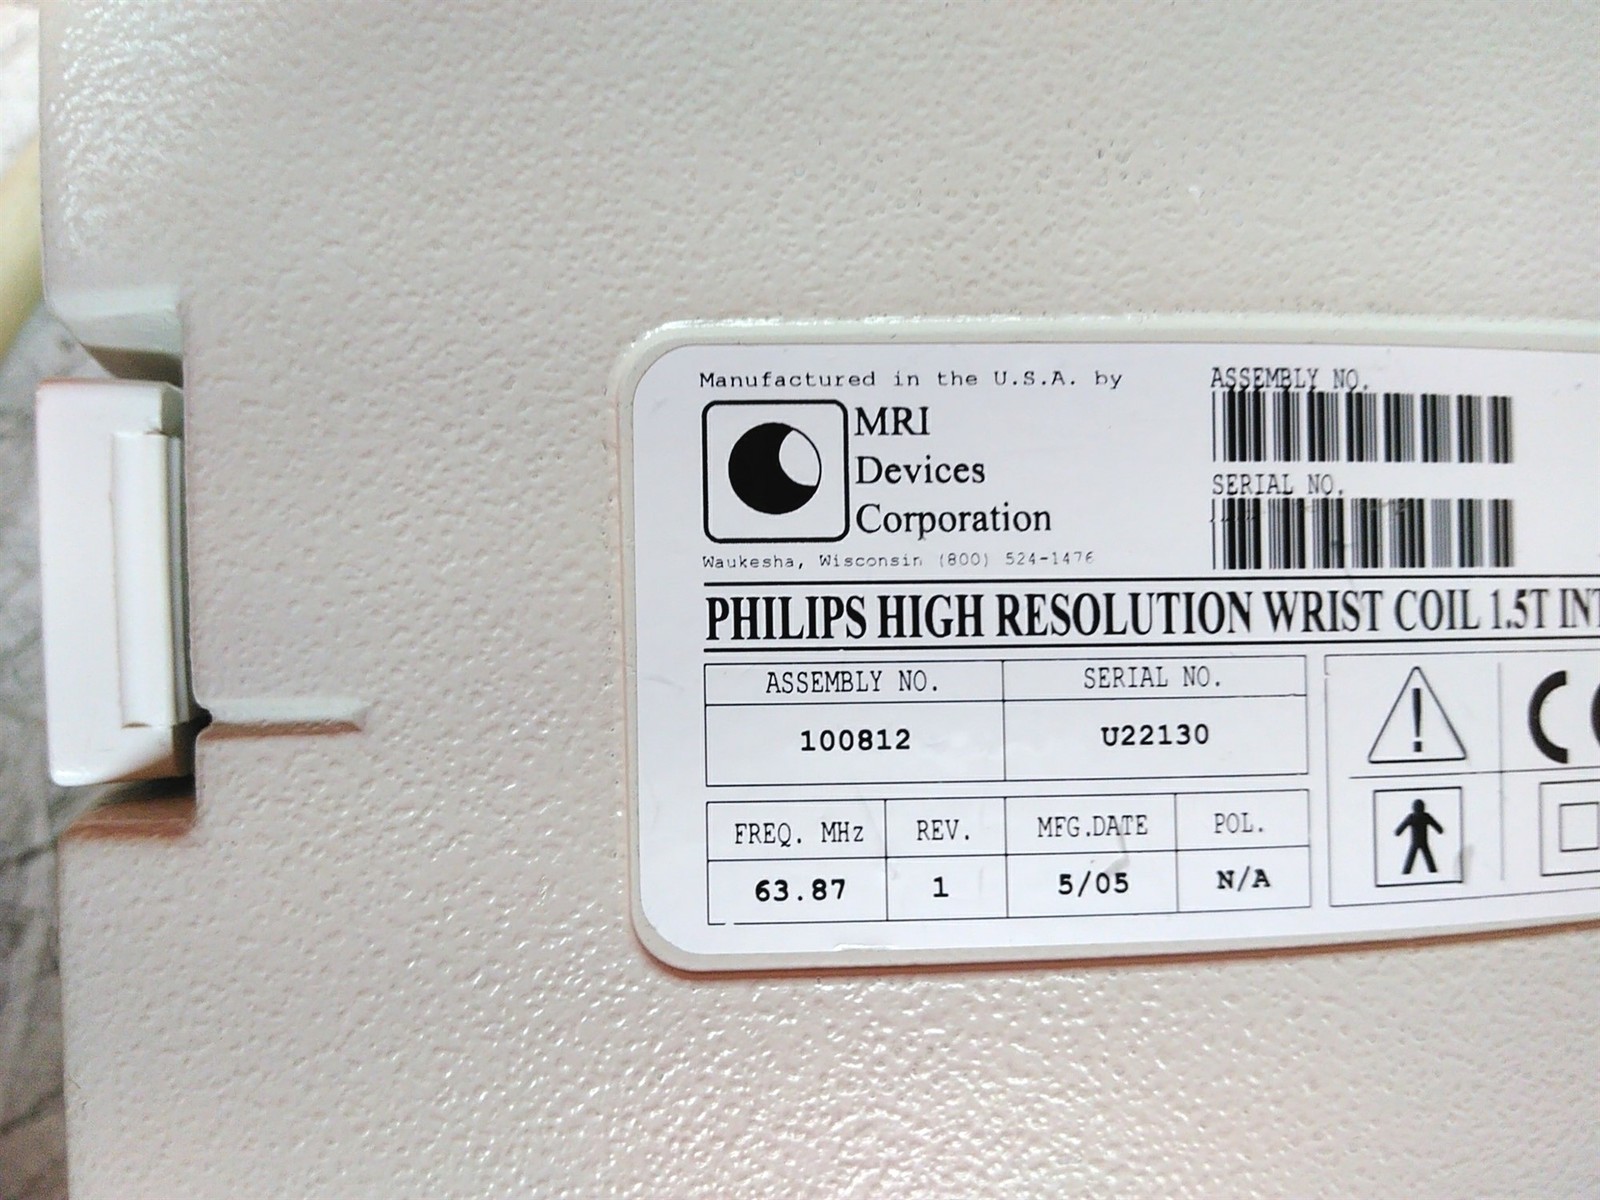 Manufactured in the U.S.A. by
MRI
Devices
Corporation
Waukesha, Wisconsin (800) 524-1476
ASSEMBLY NO.
SERIAL NO.
PHILIPS HIGH RESOLUTION WRIST COIL 1.5T INT
ASSEMBLY NO. SERIAL NO.
100812 U22130
FREQ. MHz REV. MFG.DATE POL.
63.87 1 5/05 N/A
CE